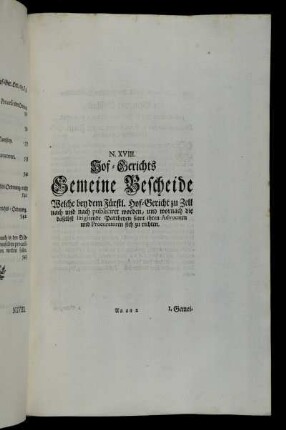 N. XVIII.
Hof-Gerichts
Gemeine Bescheide
Welche bey dem Fürstl. Hof-Gericht zu Zell
nach und nach publiciret worden, und wornach die
daselbst litigirende Partheyen samt ihren Advocaten
und Procuratoren sich zu richten.
Aa aa 2
1. Gemei-